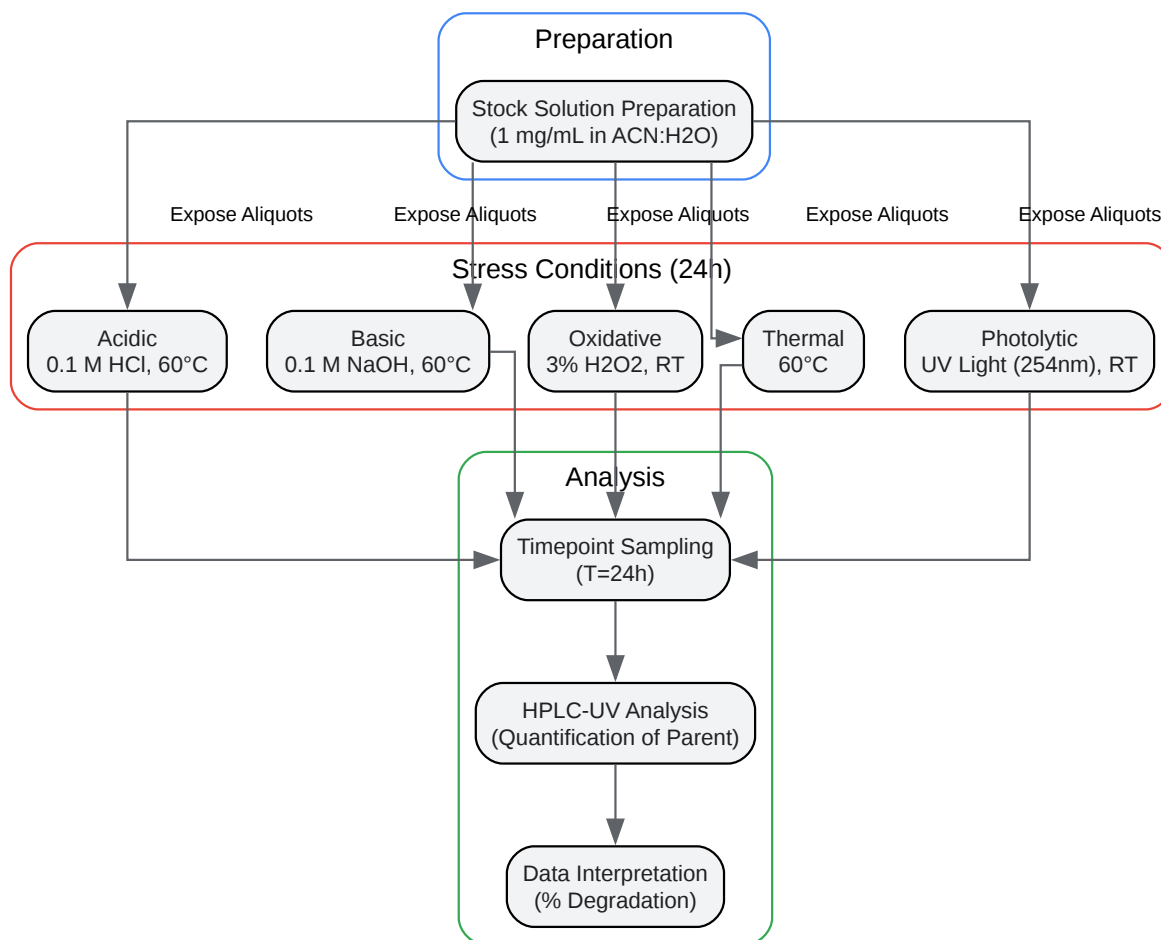 Preparation
Stock Solution Preparation
(1 mg/mL in ACN:H2O)
Expose Aliquots
Expose Aliquots
Expose Aliquots
Expose Aliquots
Expose Aliquots
Stress Conditions (24h)
Acidic
0.1 M HCl, 60°C
Basic
0.1 M NaOH, 60°C
Oxidative
3% H2O2, RT
Thermal
60°C
Photolytic
UV Light (254nm), RT
Analysis
Timepoint Sampling
(T=24h)
HPLC-UV Analysis
(Quantification of Parent)
Data Interpretation
(% Degradation)